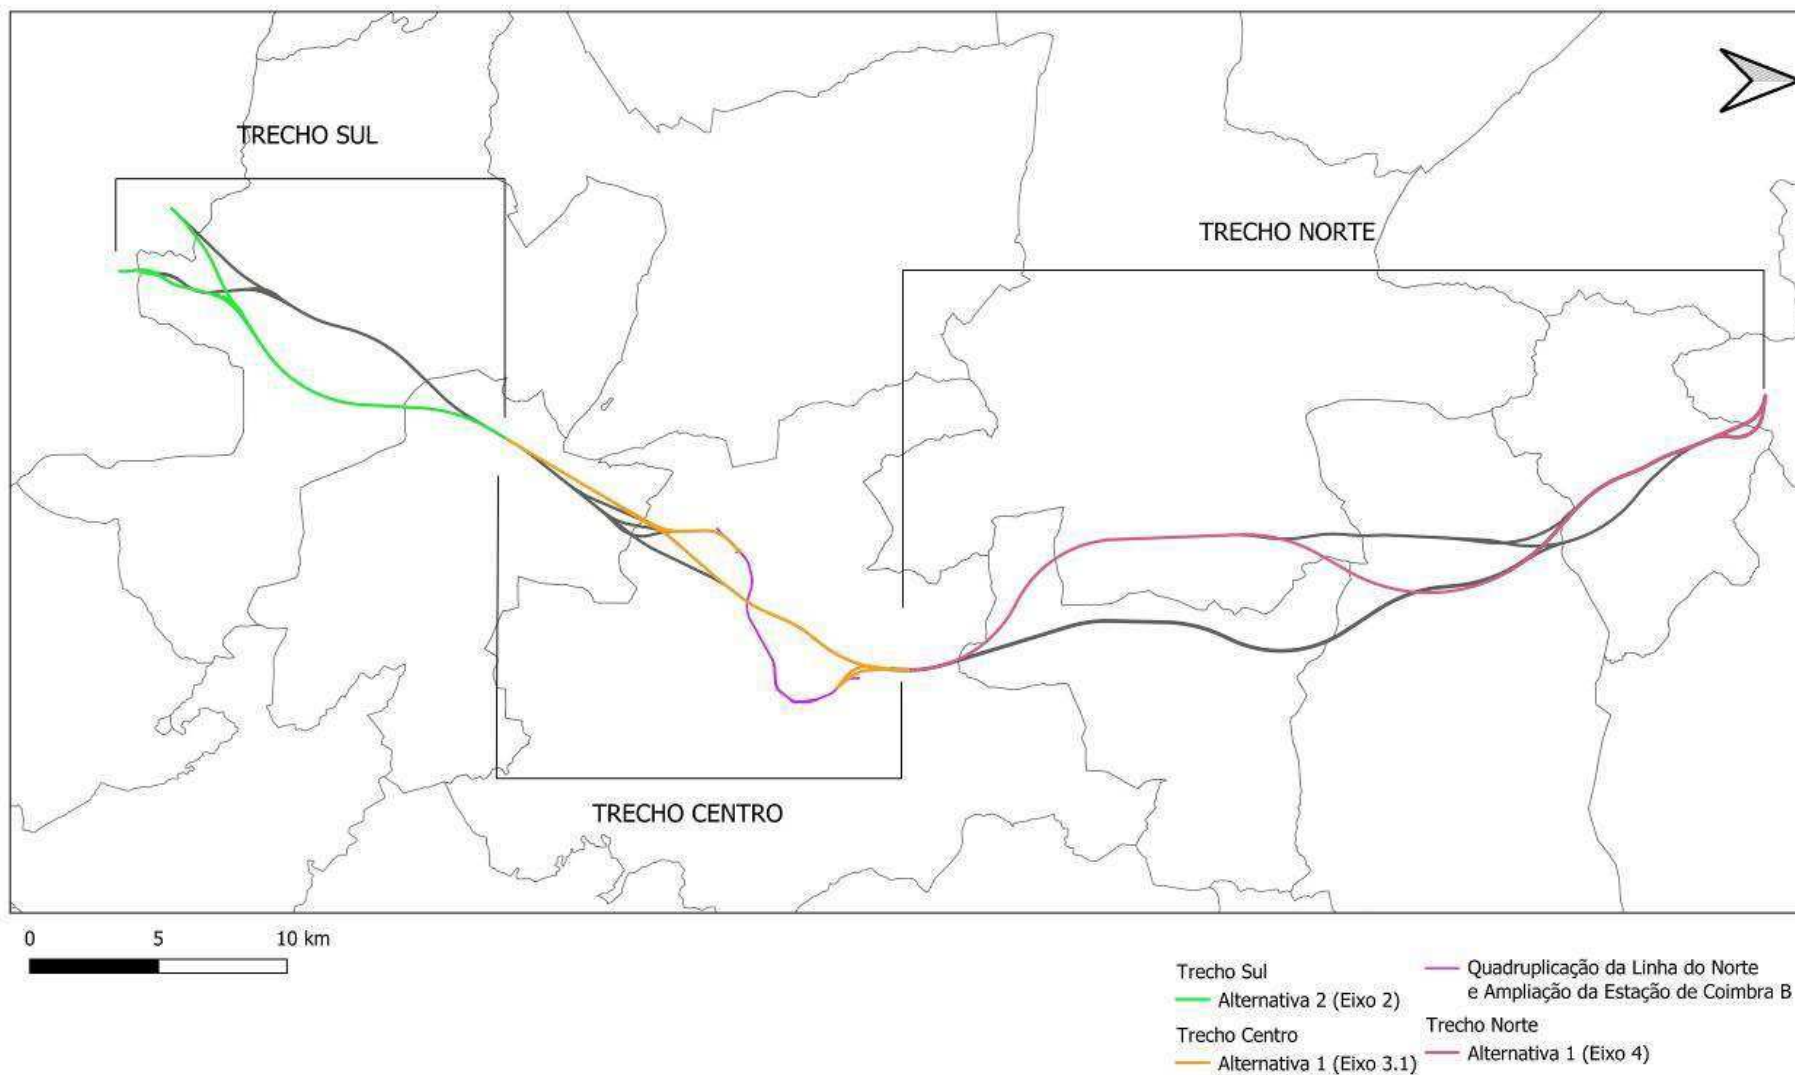 TRECHO SUL
TRECHO NORTE
TRECHO CENTRO
0 5 10 km
Trecho Sul
Alternativa 2 (Eixo 2)
Trecho Centro
Alternativa 1 (Eixo 3.1)
Quadruplicação da Linha do Norte
e Ampliação da Estação de Coimbra B
Trecho Norte
Alternativa 1 (Eixo 4)